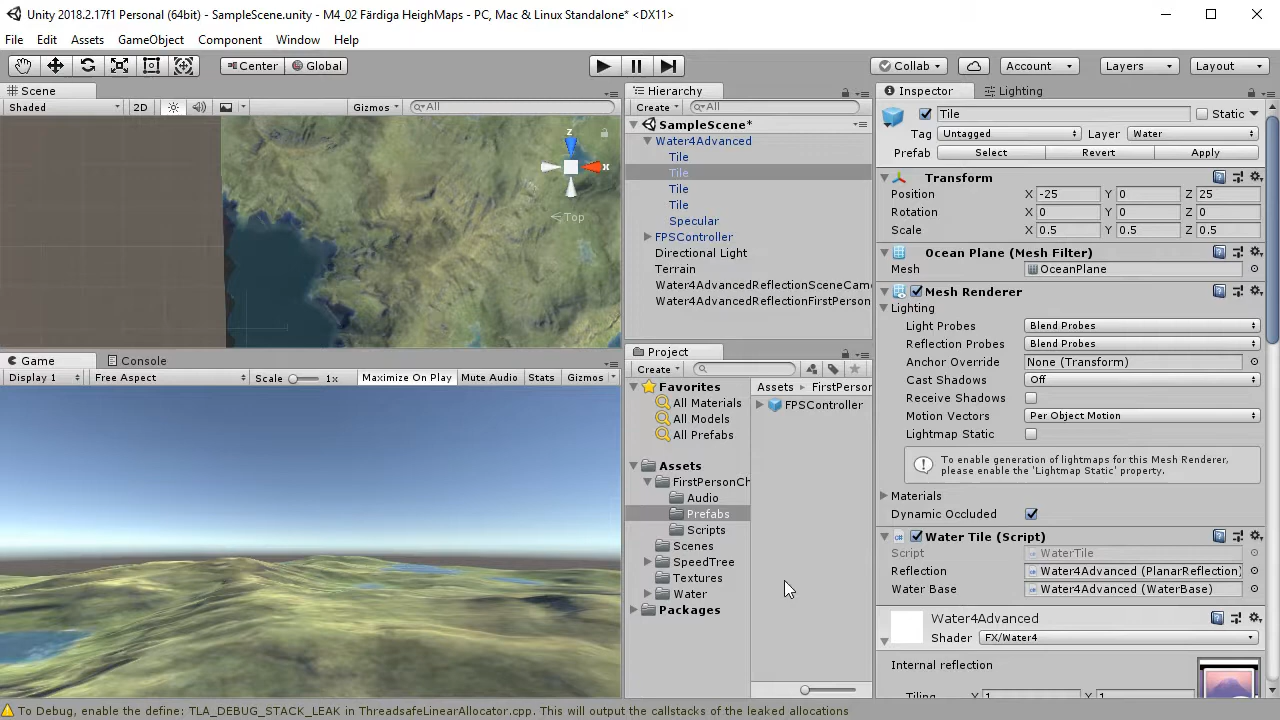 Unity 2018.2.17f1 Personal (64bit) - SampleScene.unity - M4_02 Färdiga HeighMaps - PC, Mac & Linux Standalone* <DX11>
File Edit Assets GameObject Component Window Help
Center Global Collab Account Layers Layout
Scene
Shaded 2D Gizmos All
z
x
Top
Game Console
Display 1 Free Aspect Scale 1x Maximize On Play Mute Audio Stats Gizmos
Hierarchy
Create All
SampleScene*
Water4Advanced
Tile
Tile
Tile
Tile
Specular
FPSController
Directional Light
Terrain
Water4AdvancedReflectionSceneCam
Water4AdvancedReflectionFirstPerson
Project
Create
Favorites
All Materials
All Models
All Prefabs
Assets
FirstPersonCh
Audio
Prefabs
Scripts
Scenes
SpeedTree
Textures
Water
Packages
Assets FirstPerson
FPSController
Inspector Lighting
Tile Static
Tag Untagged Layer Water
Prefab Select Revert Apply
Transform
Position X -25 Y 0 Z 25
Rotation X 0 Y 0 Z 0
Scale X 0.5 Y 0.5 Z 0.5
Ocean Plane (Mesh Filter)
Mesh OceanPlane
Mesh Renderer
Lighting
Light Probes Blend Probes
Reflection Probes Blend Probes
Anchor Override None (Transform)
Cast Shadows Off
Receive Shadows
Motion Vectors Per Object Motion
Lightmap Static
To enable generation of lightmaps for this Mesh Renderer,
please enable the 'Lightmap Static' property.
Materials
Dynamic Occluded
Water Tile (Script)
Script WaterTile
Reflection Water4Advanced (PlanarReflection)
Water Base Water4Advanced (WaterBase)
Water4Advanced
Shader FX/Water4
Internal reflection
Tiling X 1 Y 1
To Debug, enable the define: TLA_DEBUG_STACK_LEAK in ThreadsafeLinearAllocator.cpp. This will output the callstacks of the leaked allocations